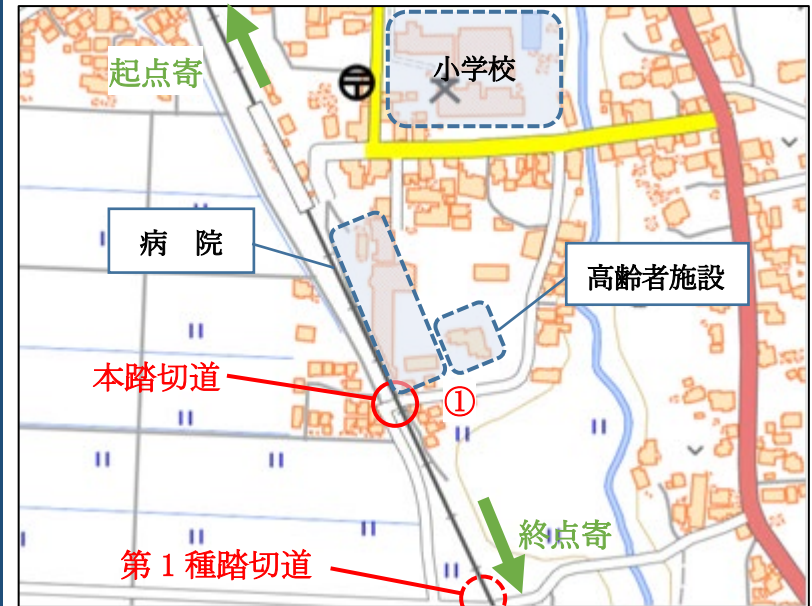 起点寄
小学校
病　院
高齢者施設
本踏切道
①
終点寄
第１種踏切道